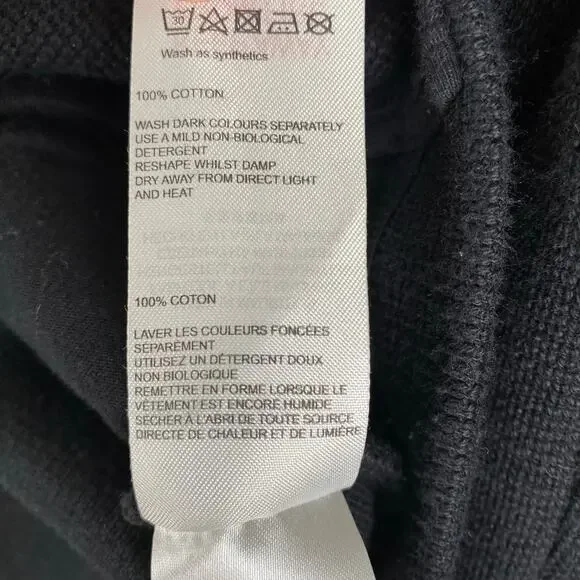 30
Wash as synthetics
100% COTTON
WASH DARK COLOURS SEPARATELY
USE A MILD NON-BIOLOGICAL
DETERGENT
RESHAPE WHILST DAMP
DRY AWAY FROM DIRECT LIGHT
AND HEAT
100% COTON
LAVER LES COULEURS FONCÉES
SÉPARÉMENT
UTILISEZ UN DÉTERGENT DOUX
NON BIOLOGIQUE
REMETTRE EN FORME LORSQUE LE
VÊTEMENT EST ENCORE HUMIDE
SÉCHER À L'ABRI DE TOUTE SOURCE
DIRECTE DE CHALEUR ET DE LUMIÈRE